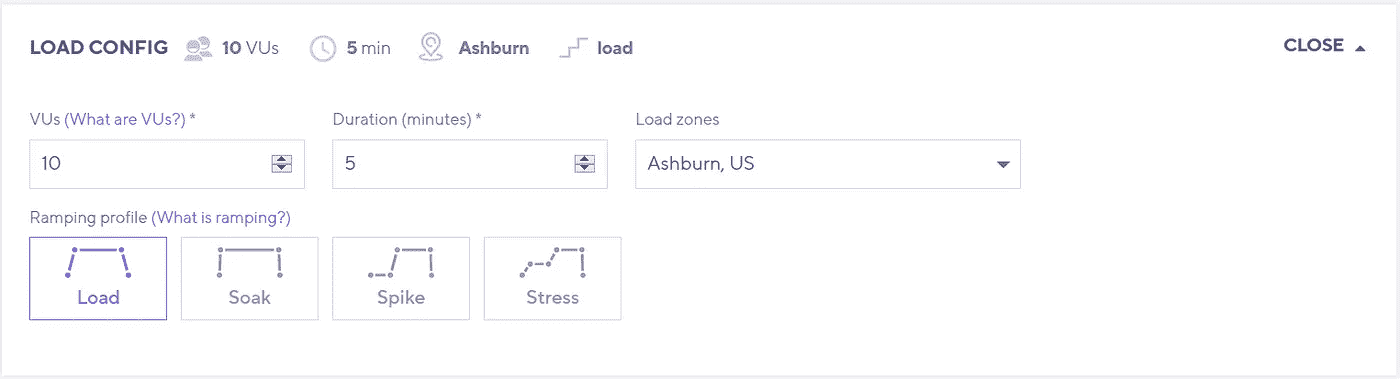 LOAD CONFIG 10 VUs 5 min Ashburn load CLOSE
VUs (What are VUs?) * Duration (minutes) * Load zones
10 5 Ashburn, US
Ramping profile (What is ramping?)
Load Soak Spike Stress